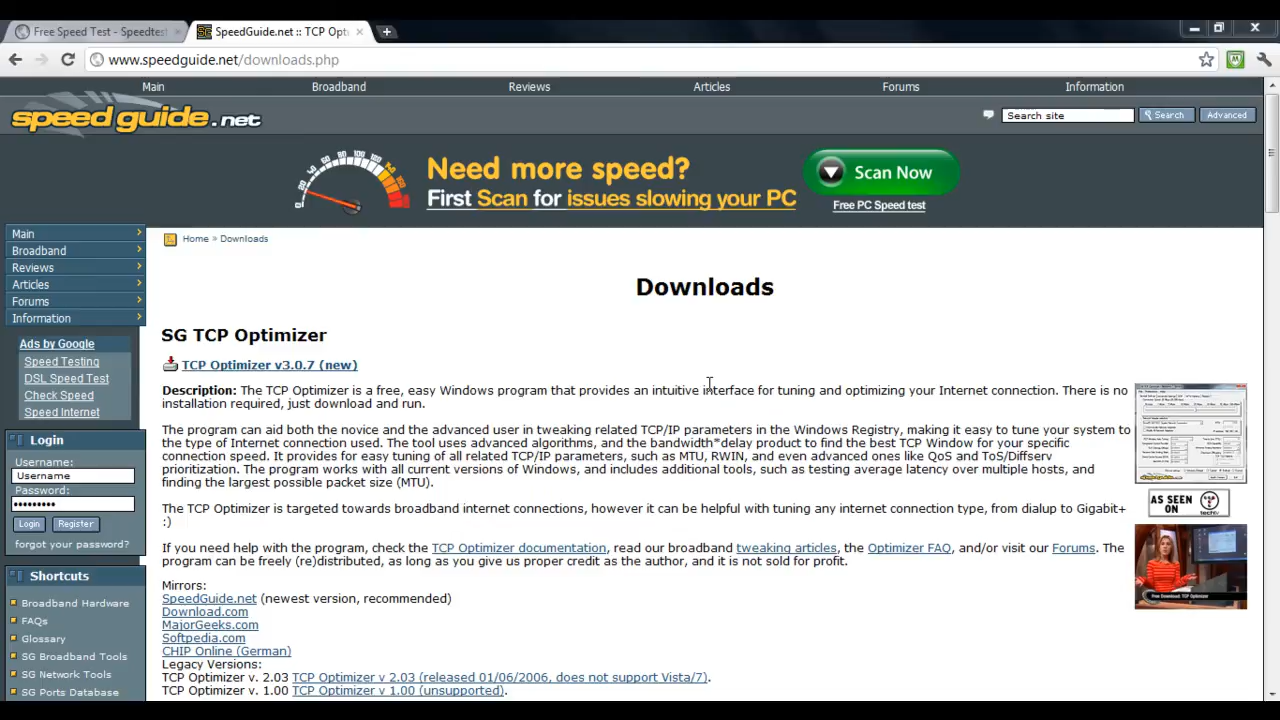 Free Speed Test - Speedtest
SpeedGuide.net :: TCP Opti
www.speedguide.net/downloads.php
Main Broadband Reviews Articles Forums Information
speed guide.net
Search site Search Advanced
Need more speed?
First Scan for issues slowing your PC
Scan Now
Free PC Speed test
Main
Broadband
Reviews
Articles
Forums
Information
Ads by Google
Speed Testing
DSL Speed Test
Check Speed
Speed Internet
Login
Username:
Username
Password:
Login Register
forgot your password?
Shortcuts
Broadband Hardware
FAQs
Glossary
SG Broadband Tools
SG Network Tools
SG Ports Database
Home » Downloads
Downloads
SG TCP Optimizer
TCP Optimizer v3.0.7 (new)
Description: The TCP Optimizer is a free, easy Windows program that provides an intuitive interface for tuning and optimizing your Internet connection. There is no
installation required, just download and run.
The program can aid both the novice and the advanced user in tweaking related TCP/IP parameters in the Windows Registry, making it easy to tune your system to
the type of Internet connection used. The tool uses advanced algorithms, and the bandwidth*delay product to find the best TCP Window for your specific
connection speed. It provides for easy tuning of all related TCP/IP parameters, such as MTU, RWIN, and even advanced ones like QoS and ToS/Diffserv
prioritization. The program works with all current versions of Windows, and includes additional tools, such as testing average latency over multiple hosts, and
finding the largest possible packet size (MTU).
The TCP Optimizer is targeted towards broadband internet connections, however it can be helpful with tuning any internet connection type, from dialup to Gigabit+
:)
If you need help with the program, check the TCP Optimizer documentation, read our broadband tweaking articles, the Optimizer FAQ, and/or visit our Forums. The
program can be freely (re)distributed, as long as you give us proper credit as the author, and it is not sold for profit.
Mirrors:
SpeedGuide.net (newest version, recommended)
Download.com
MajorGeeks.com
Softpedia.com
CHIP Online (German)
Legacy Versions:
TCP Optimizer v. 2.03 TCP Optimizer v 2.03 (released 01/06/2006, does not support Vista/7).
TCP Optimizer v. 1.00 TCP Optimizer v 1.00 (unsupported).
AS SEEN
ON
Free Download: TCP Optimizer